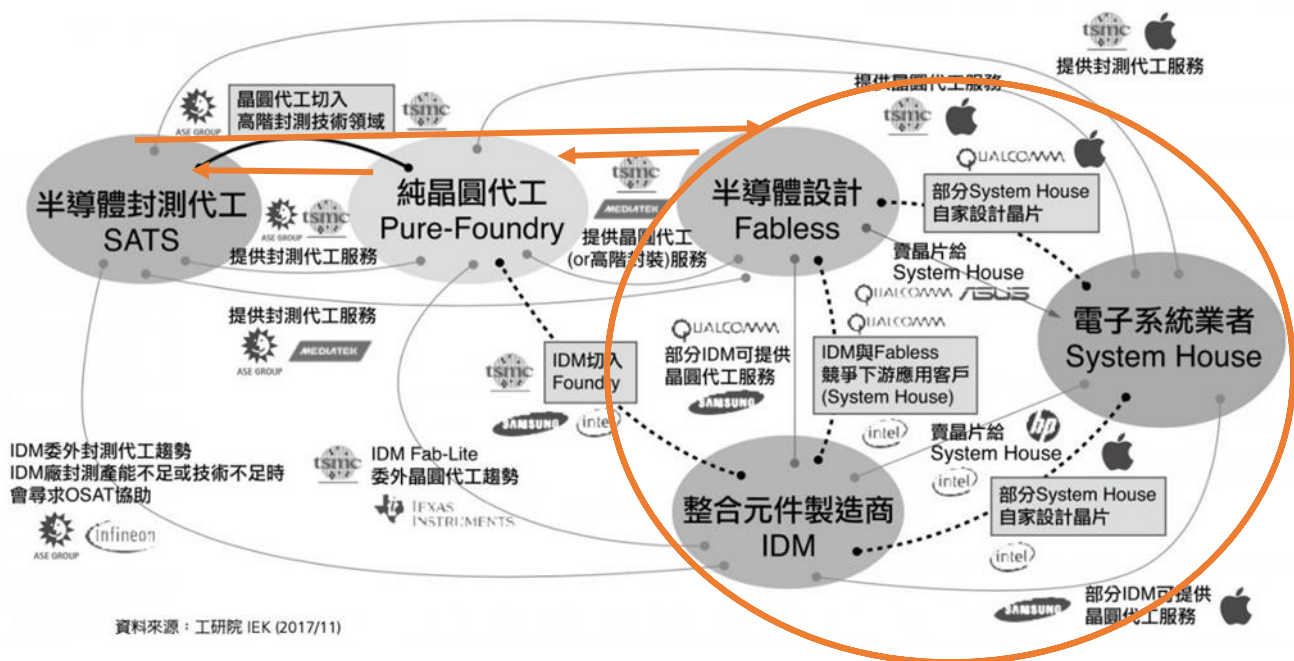 tsmc
提供封測代工服務
ASE GROUP
晶圓代工切入
高階封測技術領域
tsmc
提供晶圓代工服務
tsmc
QUALCOMM
部分System House
自家設計晶片
半導體封測代工
SATS
純晶圓代工
Pure-Foundry
半導體設計
Fabless
tsmc
MEDIATEK
提供晶圓代工
(or高階封裝)服務
ASE GROUP
tsmc
提供封測代工服務
賣晶片給
System House
QUALCOMM
ASUS
電子系統業者
System House
提供封測代工服務
ASE GROUP
MEDIATEK
tsmc
IDM切入
Foundry
SAMSUNG
intel
QUALCOMM
部分IDM可提供
晶圓代工服務
SAMSUNG
QUALCOMM
IDM與Fabless
競爭下游應用客戶
(System House)
intel
賣晶片給
System House
hp
intel
IDM委外封測代工趨勢
IDM廠封測產能不足或技術不足時
會尋求OSAT協助
ASE GROUP
infineon
tsmc
IDM Fab-Lite
委外晶圓代工趨勢
TEXAS
INSTRUMENTS
整合元件製造商
IDM
部分System House
自家設計晶片
intel
SAMSUNG
部分IDM可提供
晶圓代工服務
資料來源：工研院 IEK (2017/11)